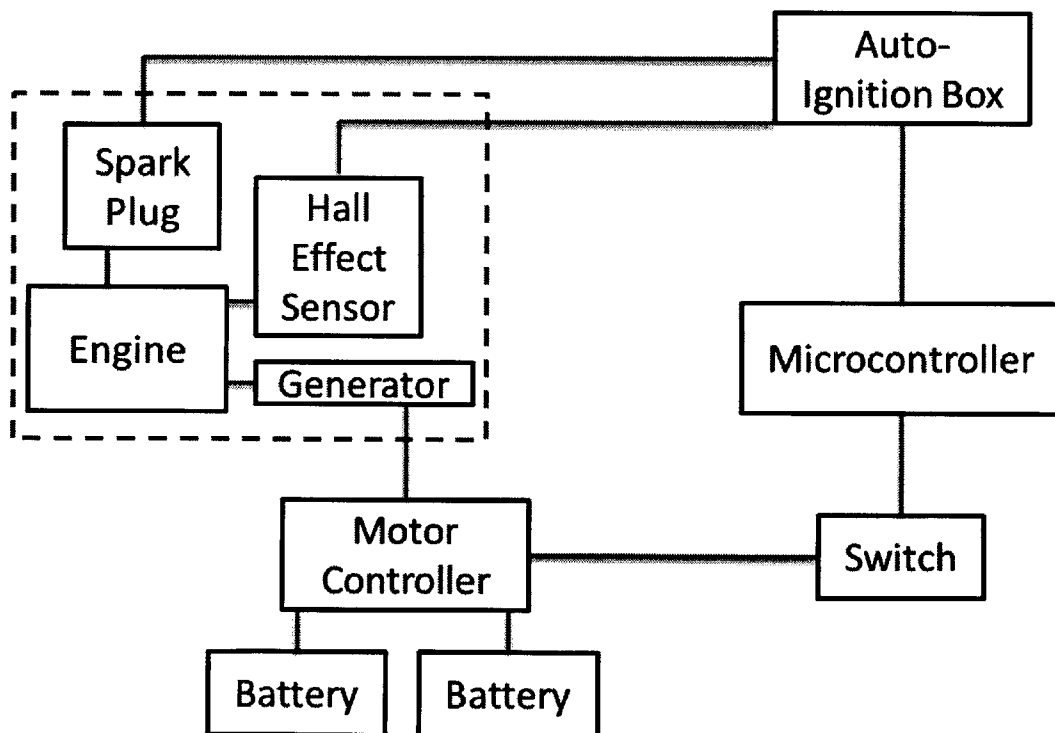 Auto-
Ignition Box
Spark
Plug
Hall
Effect
Sensor
Engine
Generator
Microcontroller
Motor
Controller
Switch
Battery
Battery